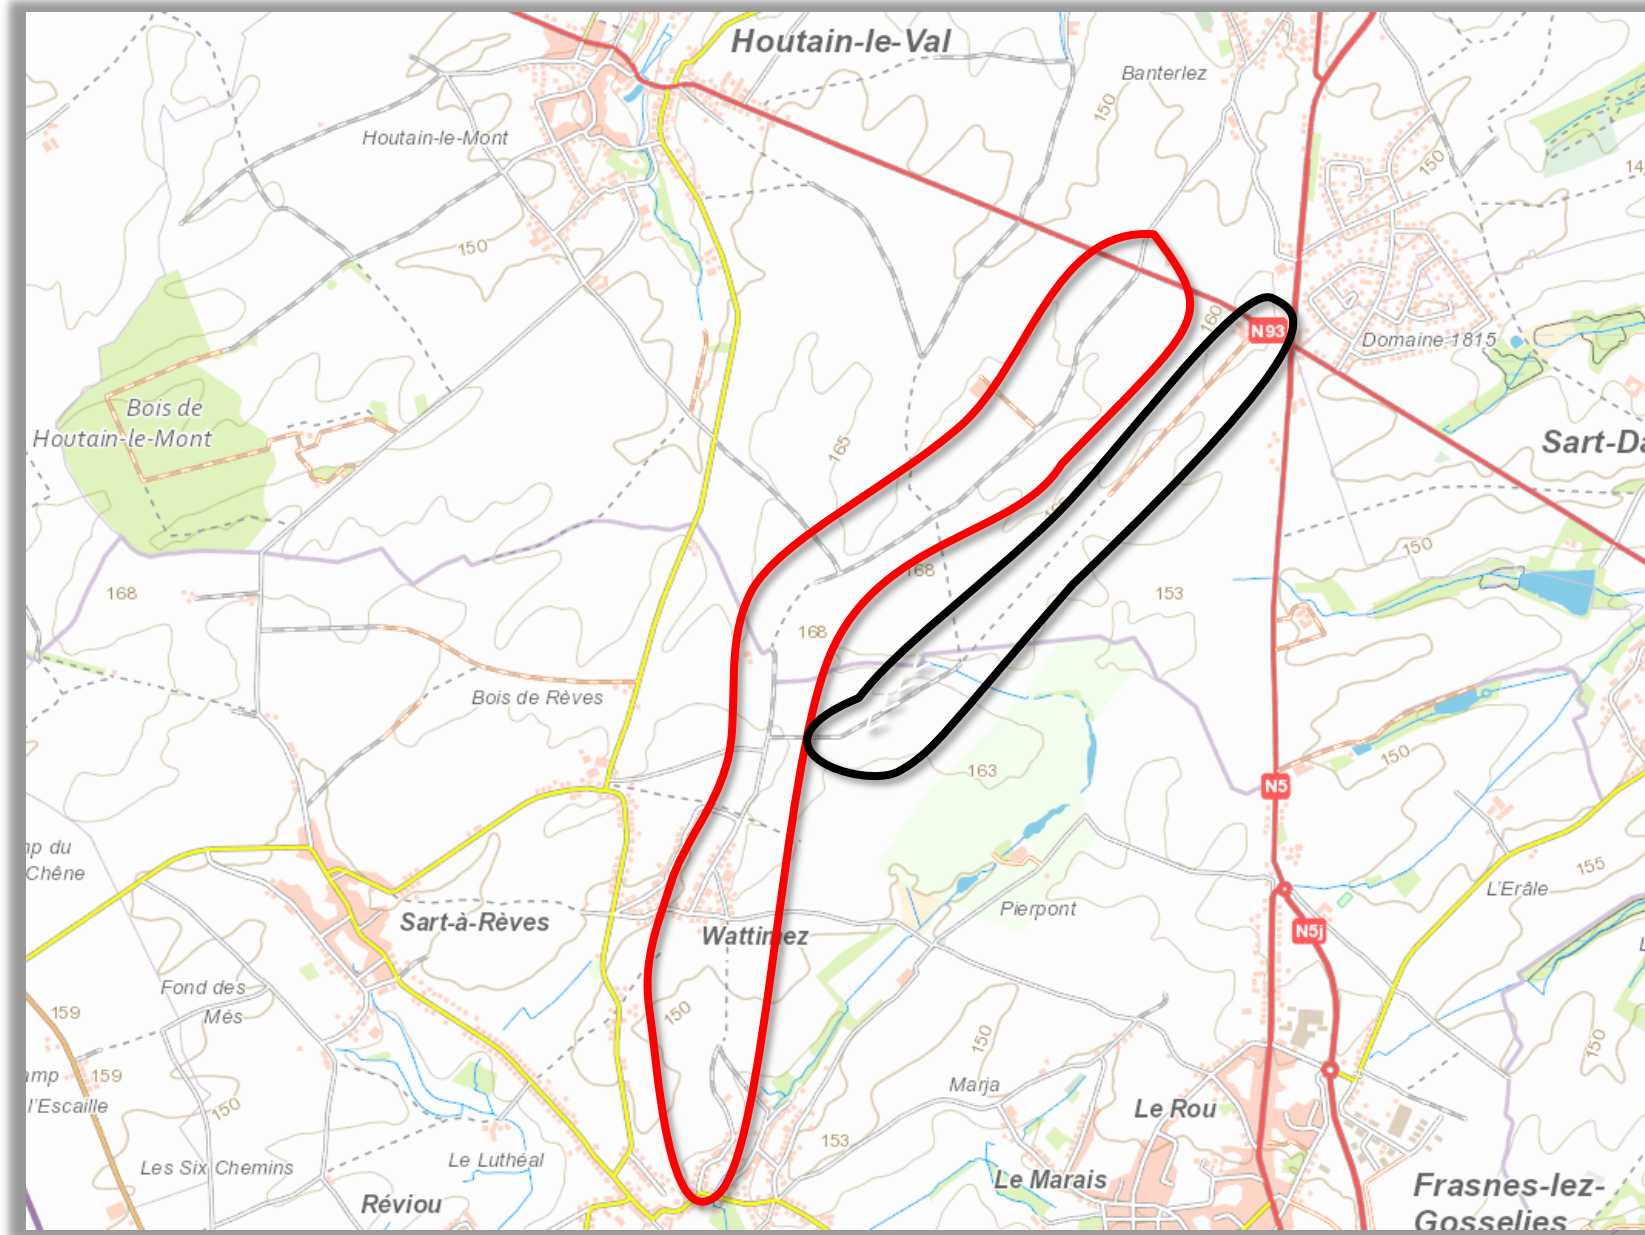 Houtain-le-Val
Banterlez
150
Houtain-le-Mont
150
150
150
160
N93
Domaine 1815
Bois de
Houtain-le-Mont
165
Sart-Da
150
168
168
153
168
Bois de Rêves
163
150
N5
Chêne
155
L'Erâle
Pierpont
Sart-à-Rèves
Wattimez
N5j
Fond des
Més
159
150
150
150
159
l'Escaille
150
Marja
Le Rou
153
Les Six Chemins
Le Luthéal
Le Marais
Réviou
Frasnes-lez-
Gosselies